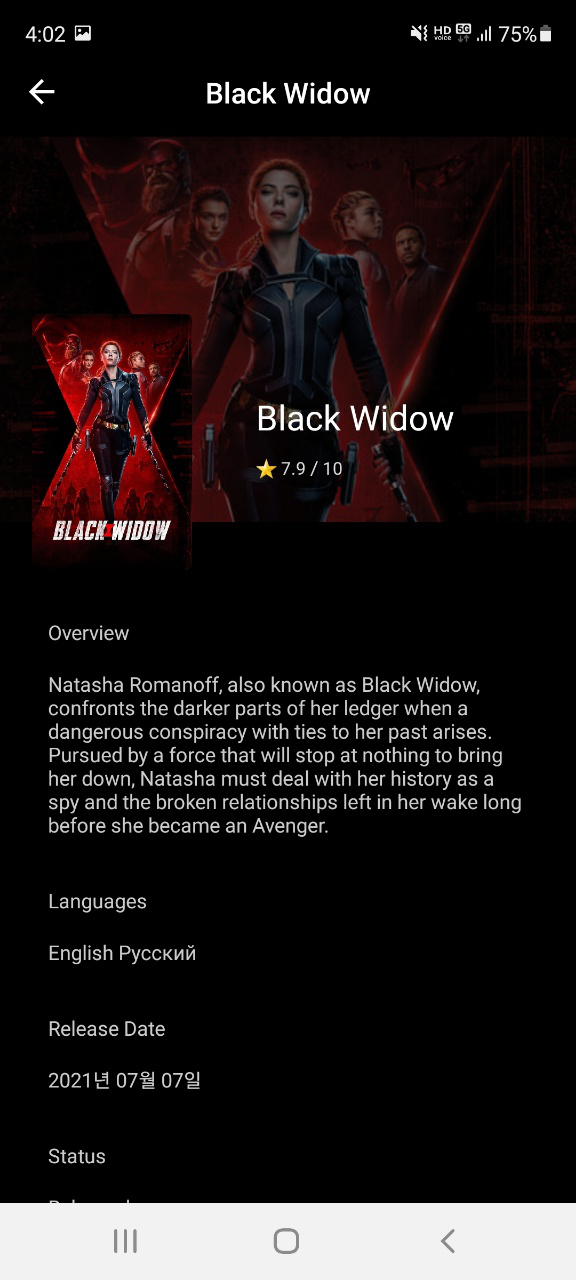 4:02 HD voice 5G 75%
Black Widow
Black Widow
⭐ 7.9 / 10
BLACK WIDOW
Overview
Natasha Romanoff, also known as Black Widow,
confronts the darker parts of her ledger when a
dangerous conspiracy with ties to her past arises.
Pursued by a force that will stop at nothing to bring
her down, Natasha must deal with her history as a
spy and the broken relationships left in her wake long
before she became an Avenger.
Languages
English Русский
Release Date
2021년 07월 07일
Status